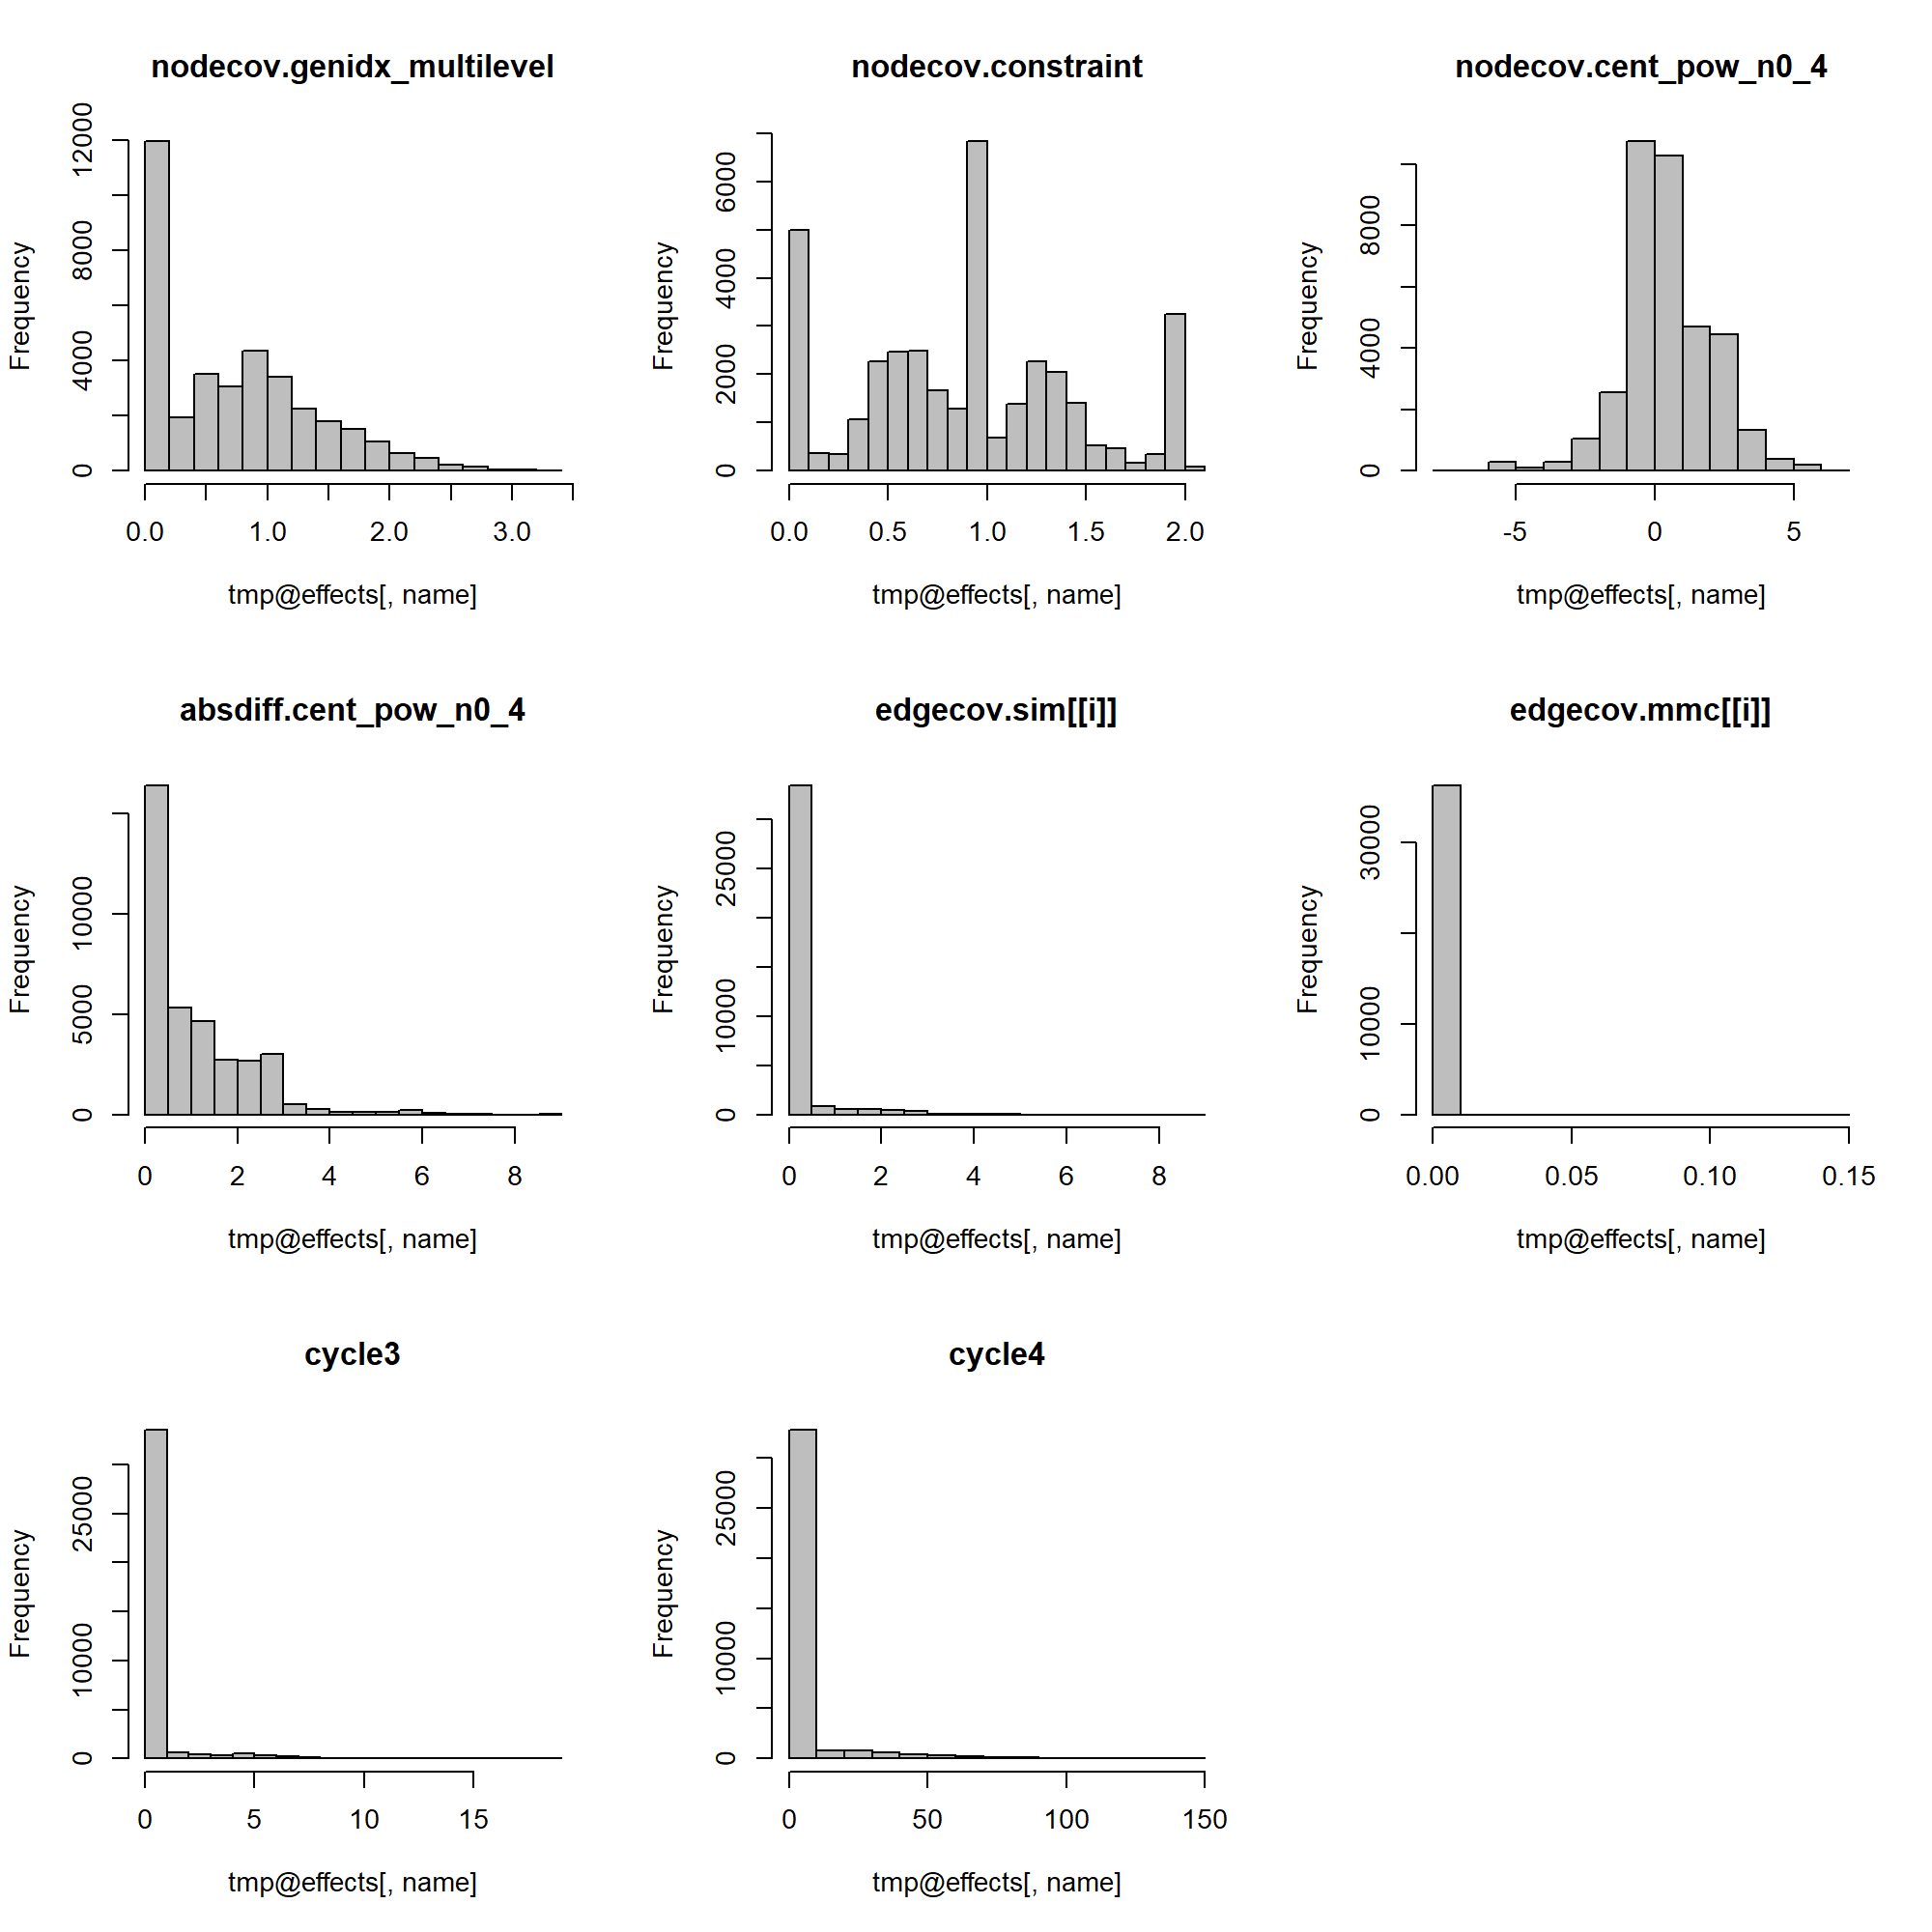 nodecov.genidx_multilevel
Frequency
0 4000 8000 12000
0.0 1.0 2.0 3.0
tmp@effects[, name]
nodecov.constraint
Frequency
0 2000 4000 6000
0.0 0.5 1.0 1.5 2.0
tmp@effects[, name]
nodecov.cent_pow_n0_4
Frequency
0 4000 8000
-5 0 5
tmp@effects[, name]
absdiff.cent_pow_n0_4
Frequency
0 5000 10000
0 2 4 6 8
tmp@effects[, name]
edgecov.sim[[i]]
Frequency
0 10000 25000
0 2 4 6 8
tmp@effects[, name]
edgecov.mmc[[i]]
Frequency
0 10000 30000
0.00 0.05 0.10 0.15
tmp@effects[, name]
cycle3
Frequency
0 10000 25000
0 5 10 15
tmp@effects[, name]
cycle4
Frequency
0 10000 25000
0 50 100 150
tmp@effects[, name]